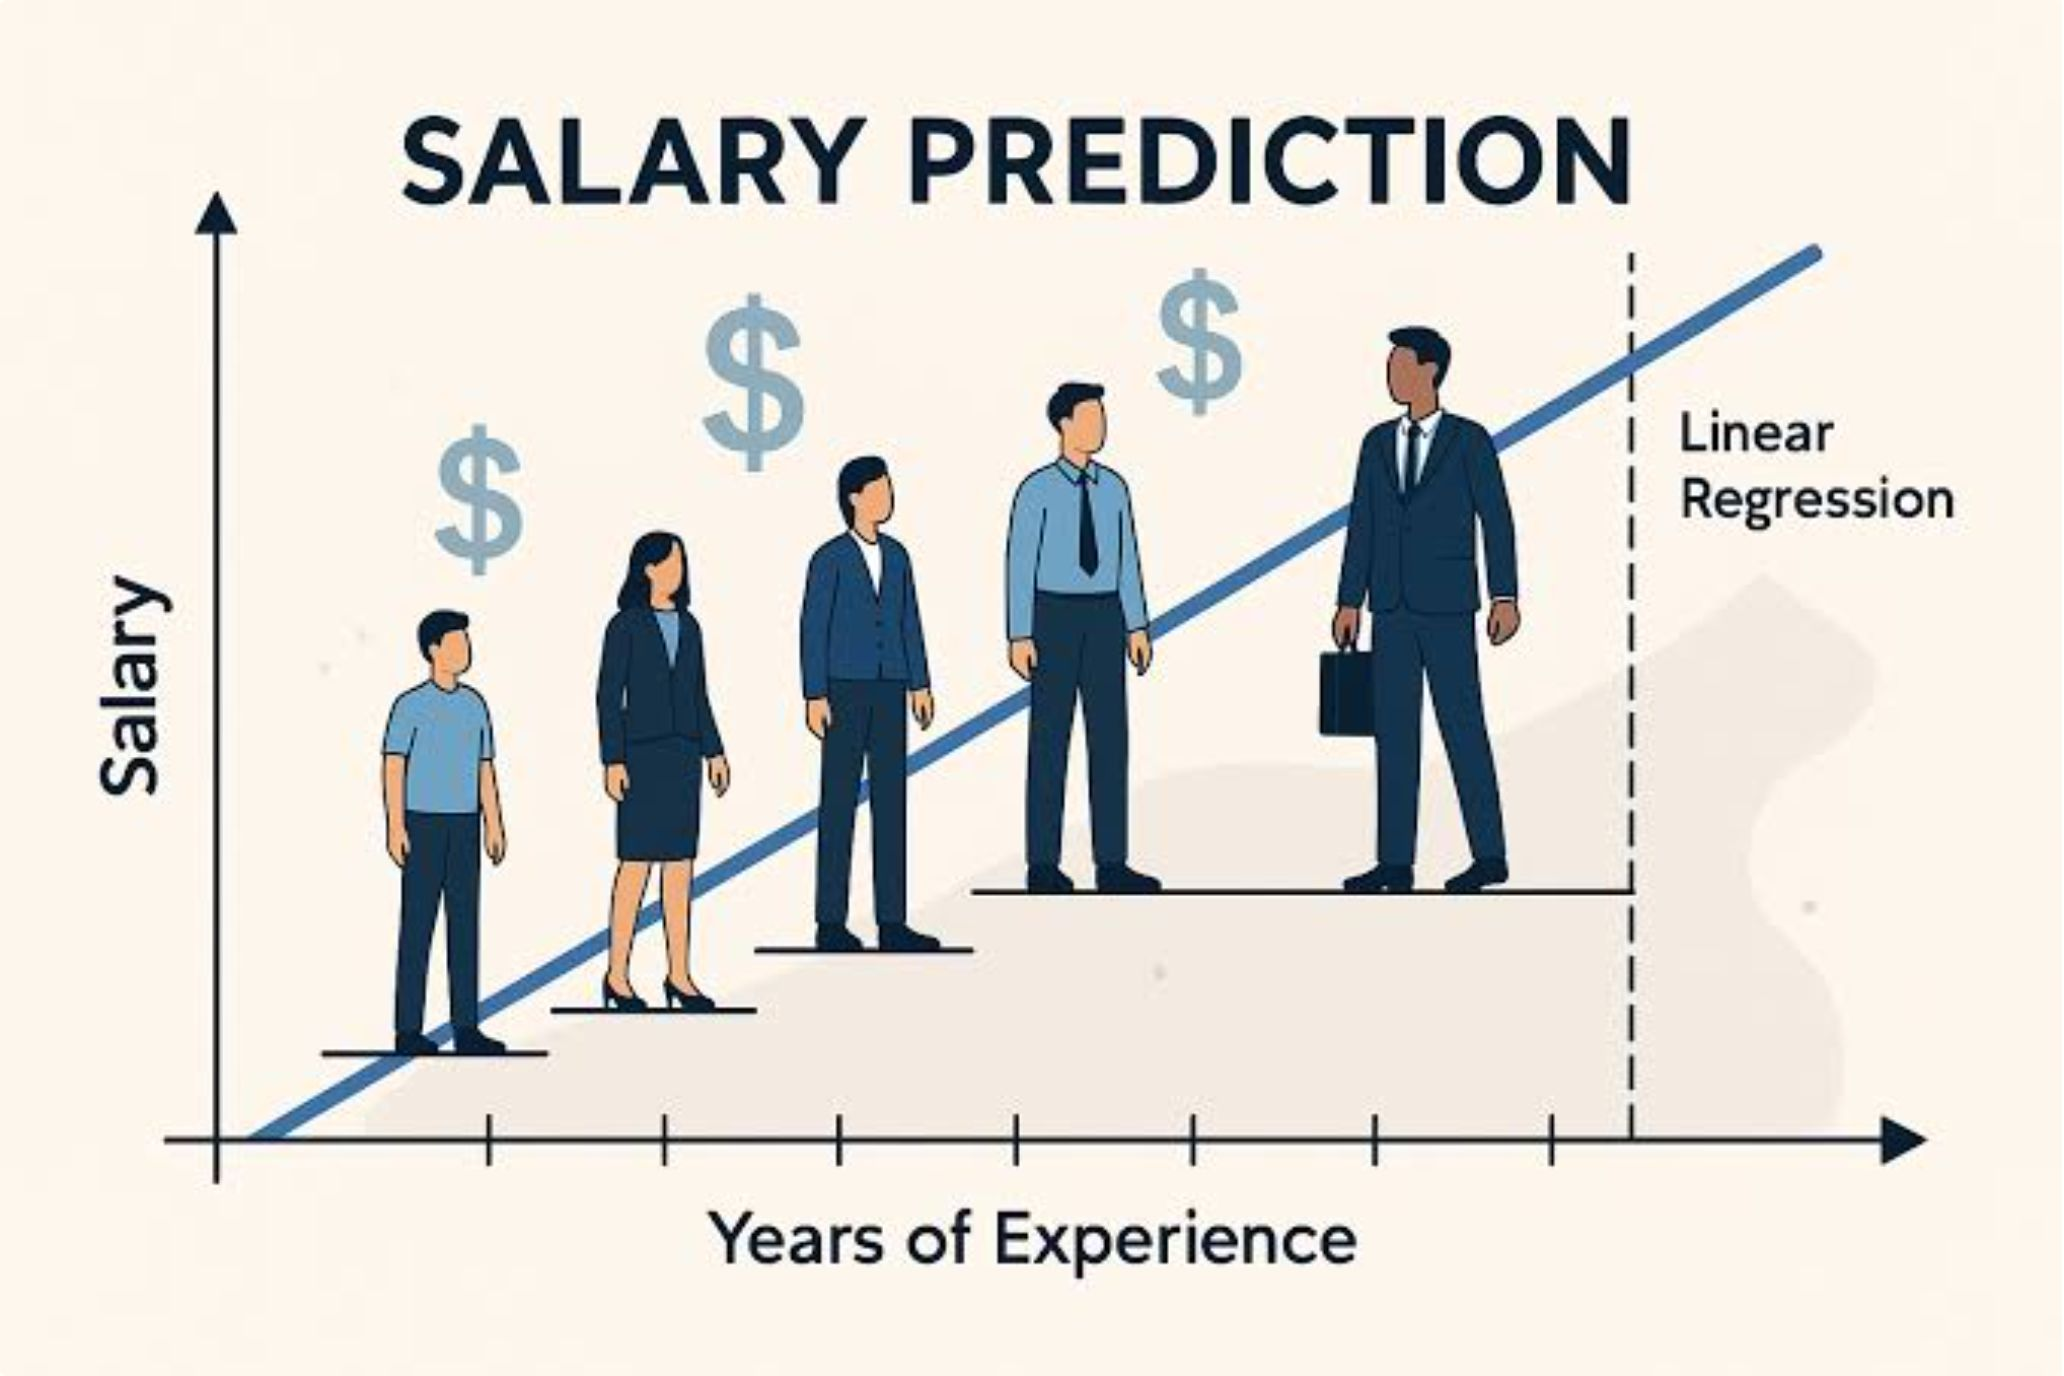 SALARY PREDICTION
$
$
$
Linear
Regression
Salary
Years of Experience